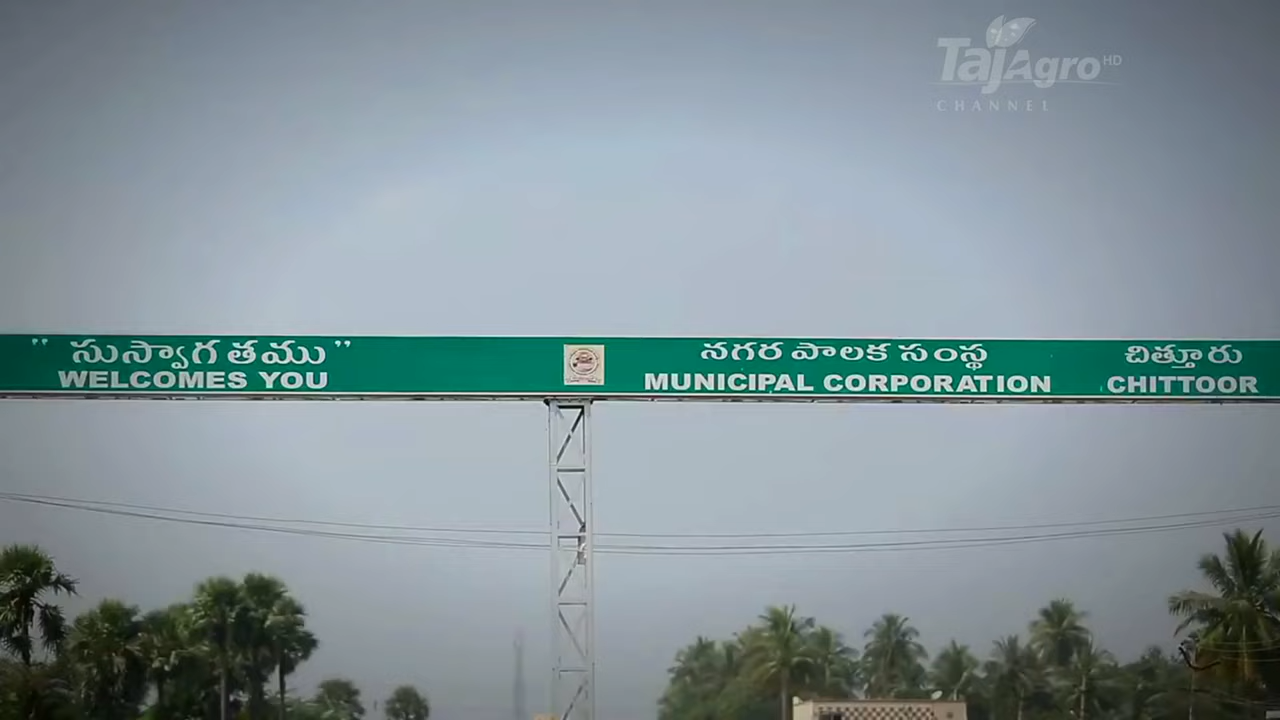 TajAgro HD
CHANNEL
" సుస్వాగతము "
WELCOMES YOU
నగర పాలక సంస్థ
MUNICIPAL CORPORATION
చిత్తూరు
CHITTOOR